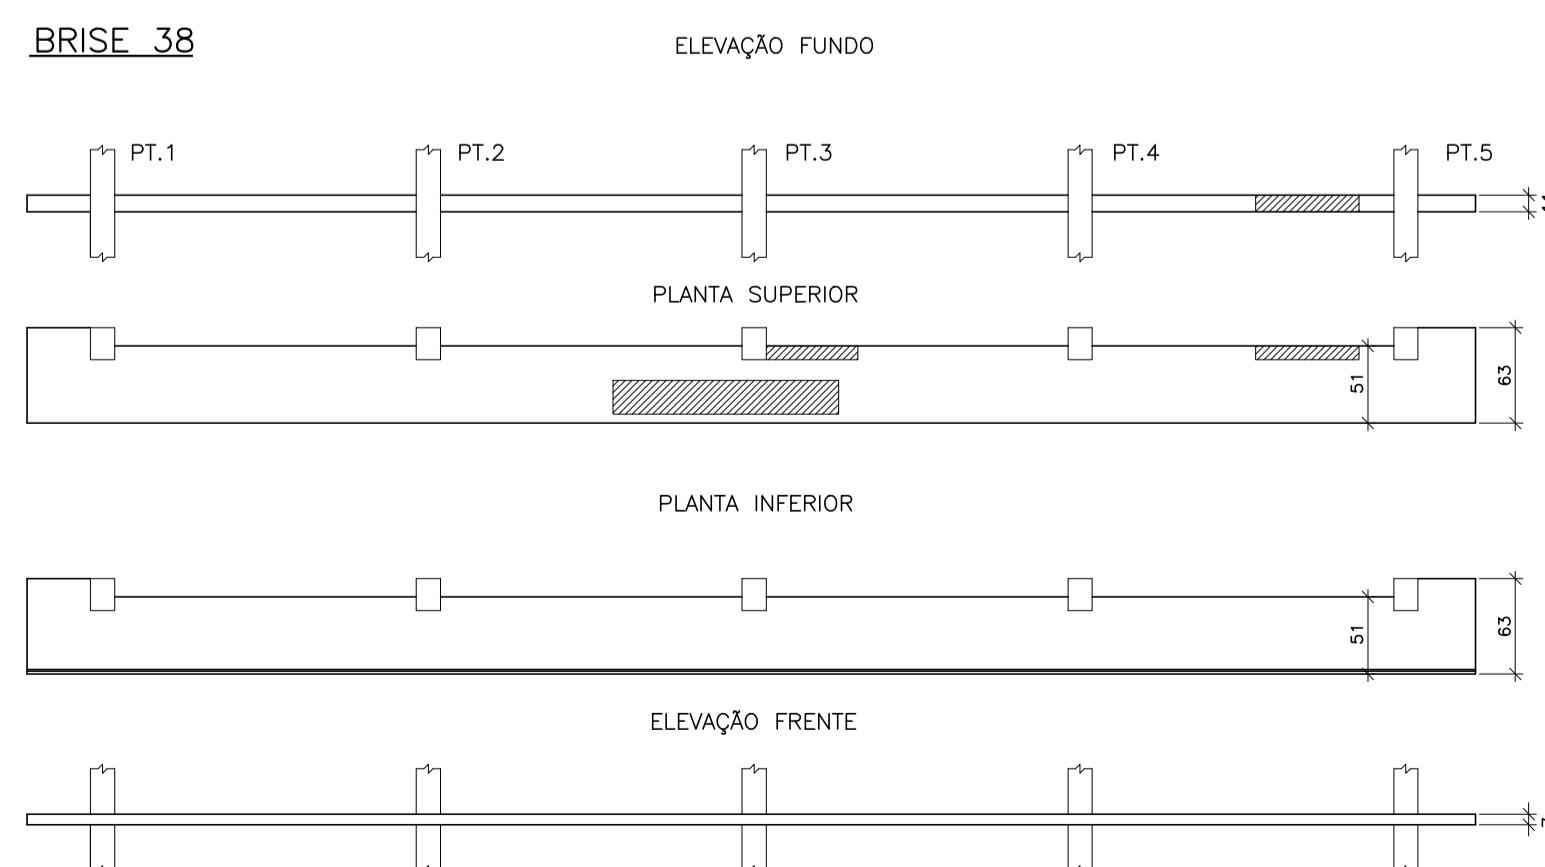 BRISE 38
ELEVAÇÃO FUNDO
PT.1 PT.2 PT.3 PT.4 PT.5
PLANTA SUPERIOR
51 63
PLANTA INFERIOR
51 63
ELEVAÇÃO FRENTE